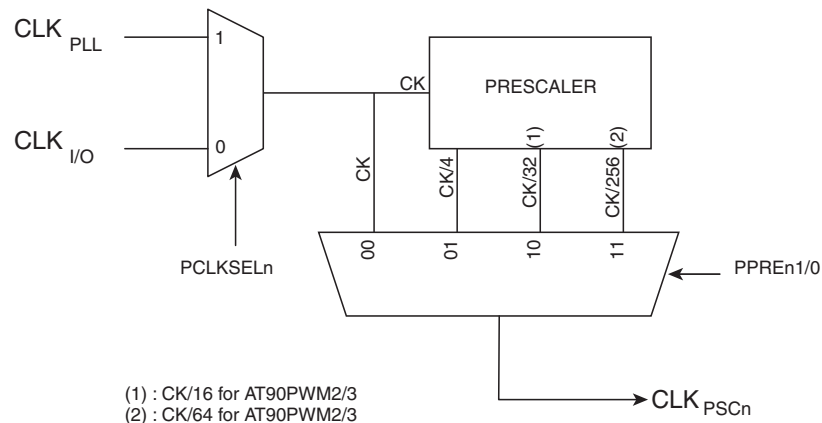 CLK PLL
1
CK
PRESCALER
CLK I/O
0
CK
CK/4
CK/32 (1)
CK/256 (2)
00
01
10
11
PCLKSELn
PPREn1/0
(1) : CK/16 for AT90PWM2/3
(2) : CK/64 for AT90PWM2/3
CLK PSCn